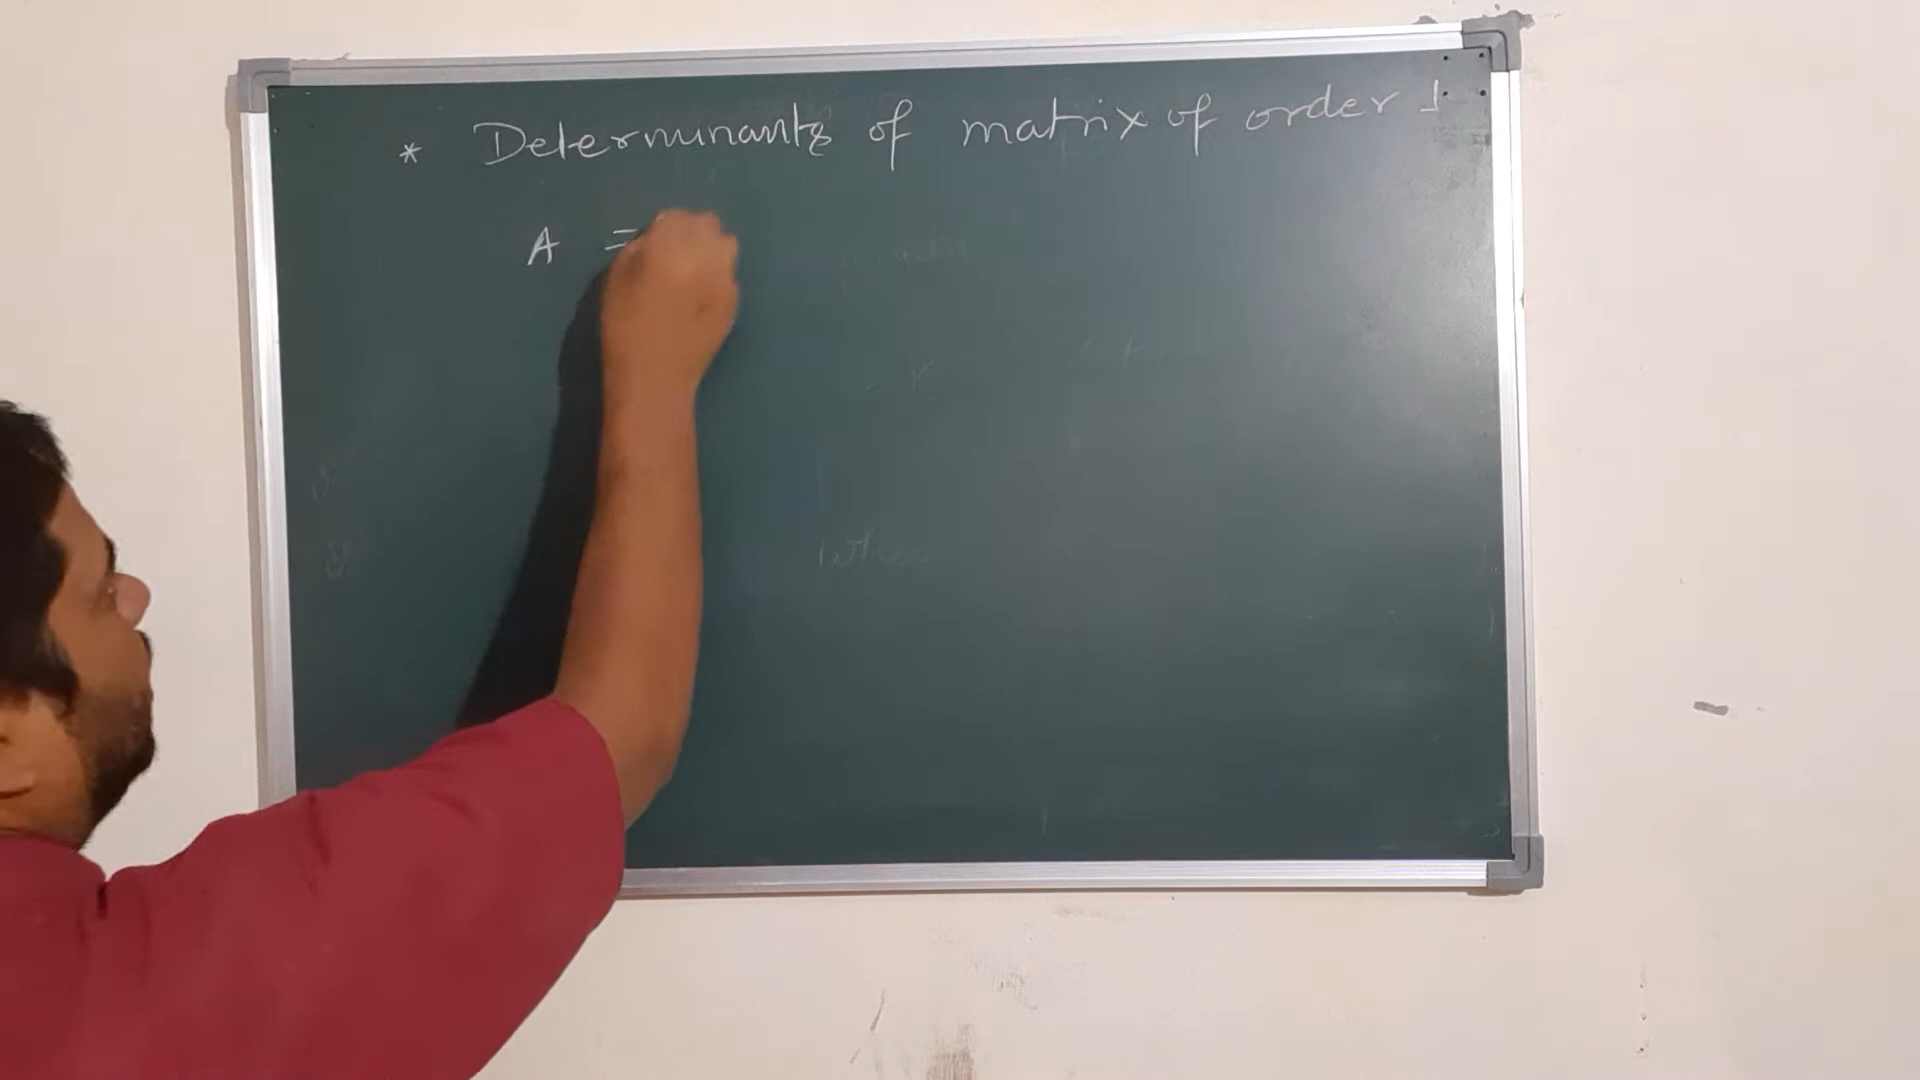 * Determinants of matrix of order 1
A =